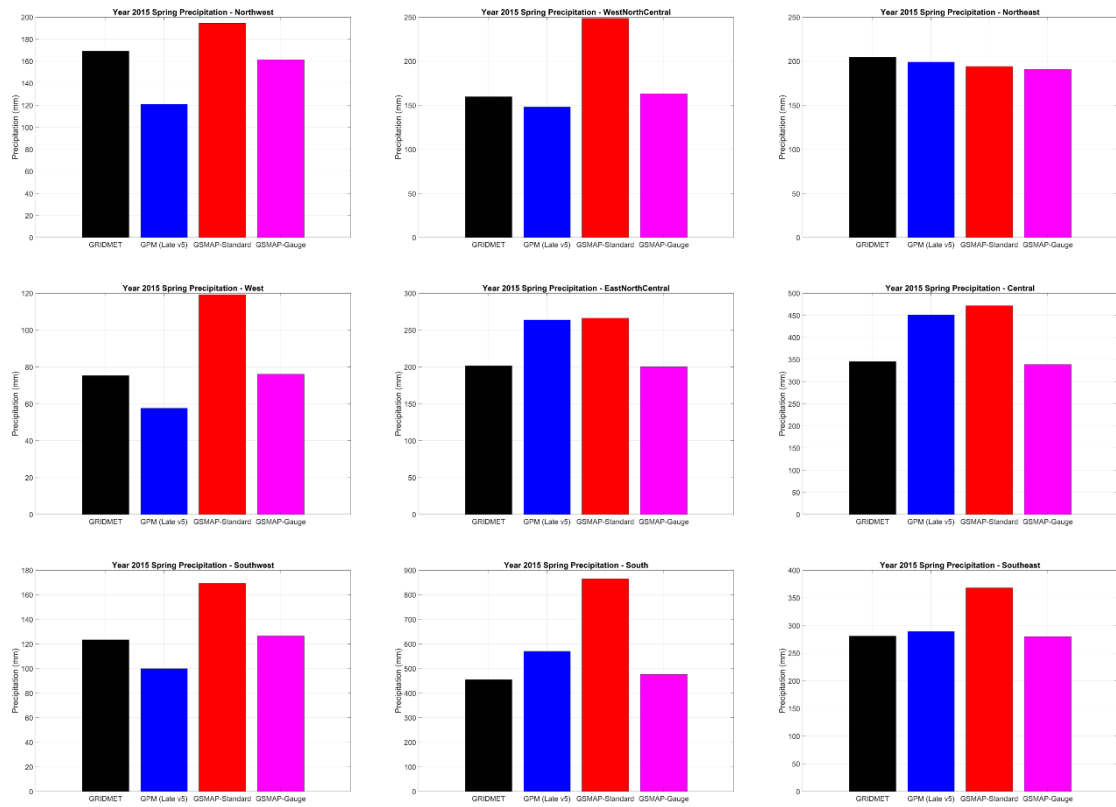 Year 2015 Spring Precipitation - Northwest
Precipitation (mm)
200
180
160
140
120
100
80
60
40
20
0
GRIDMET GPM (Late v5) GSMAP-Standard GSMAP-Gauge
Year 2015 Spring Precipitation - WestNorthCentral
Precipitation (mm)
250
200
150
100
50
0
GRIDMET GPM (Late v5) GSMAP-Standard GSMAP-Gauge
Year 2015 Spring Precipitation - Northeast
Precipitation (mm)
250
200
150
100
50
0
GRIDMET GPM (Late v5) GSMAP-Standard GSMAP-Gauge
Year 2015 Spring Precipitation - West
Precipitation (mm)
120
100
80
60
40
20
0
GRIDMET GPM (Late v5) GSMAP-Standard GSMAP-Gauge
Year 2015 Spring Precipitation - EastNorthCentral
Precipitation (mm)
300
250
200
150
100
50
0
GRIDMET GPM (Late v5) GSMAP-Standard GSMAP-Gauge
Year 2015 Spring Precipitation - Central
Precipitation (mm)
500
450
400
350
300
250
200
150
100
50
0
GRIDMET GPM (Late v5) GSMAP-Standard GSMAP-Gauge
Year 2015 Spring Precipitation - Southwest
Precipitation (mm)
180
160
140
120
100
80
60
40
20
0
GRIDMET GPM (Late v5) GSMAP-Standard GSMAP-Gauge
Year 2015 Spring Precipitation - South
Precipitation (mm)
900
800
700
600
500
400
300
200
100
0
GRIDMET GPM (Late v5) GSMAP-Standard GSMAP-Gauge
Year 2015 Spring Precipitation - Southeast
Precipitation (mm)
400
350
300
250
200
150
100
50
0
GRIDMET GPM (Late v5) GSMAP-Standard GSMAP-Gauge